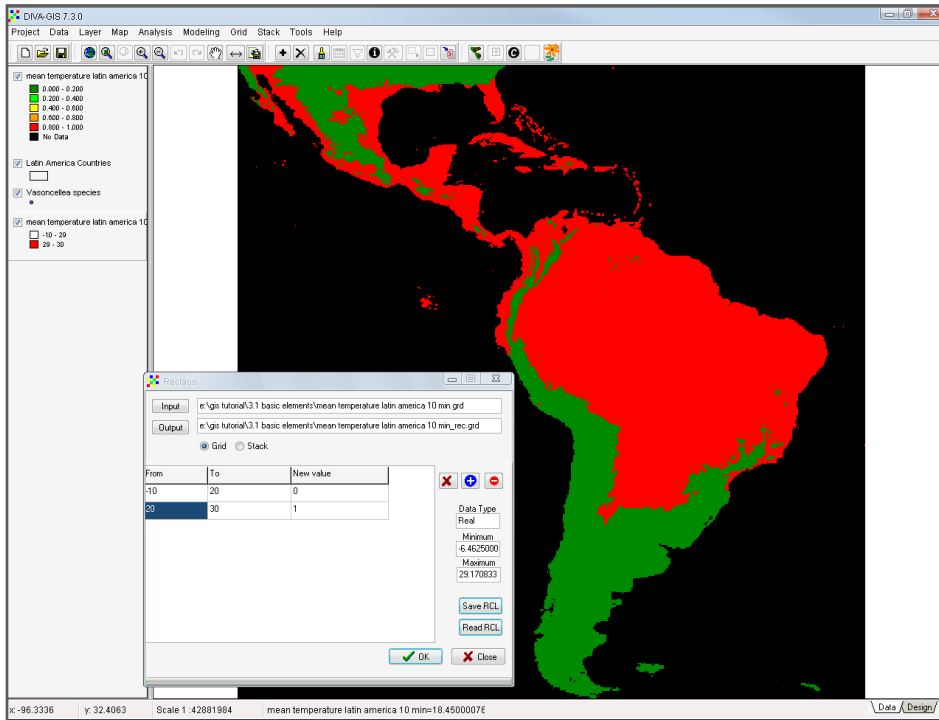 DIVA-GIS 7.3.0
Project Data Layer Map Analysis Modeling Grid Stack Tools Help
mean temperature latin america 10
0.000 - 0.200
0.200 - 0.400
0.400 - 0.600
0.600 - 0.800
0.800 - 1.000
No Data
Latin America Countries
Vasoncellea species
mean temperature latin america 10
-10 - 29
29 - 30
Reclass
Input e:\gis tutorial\3.1 basic elements\mean temperature latin america 10 min.grd
Output e:\gis tutorial\3.1 basic elements\mean temperature latin america 10 min_rec.grd
Grid Stack
From To New value
-10 20 0
20 30 1
Data Type
Real
Minimum
-6.4625000
Maximum
29.170833
Save RCL
Read RCL
OK Close
x: -96.3336 y: 32.4063 Scale 1 :42881984 mean temperature latin america 10 min=18.45000076 Data Design